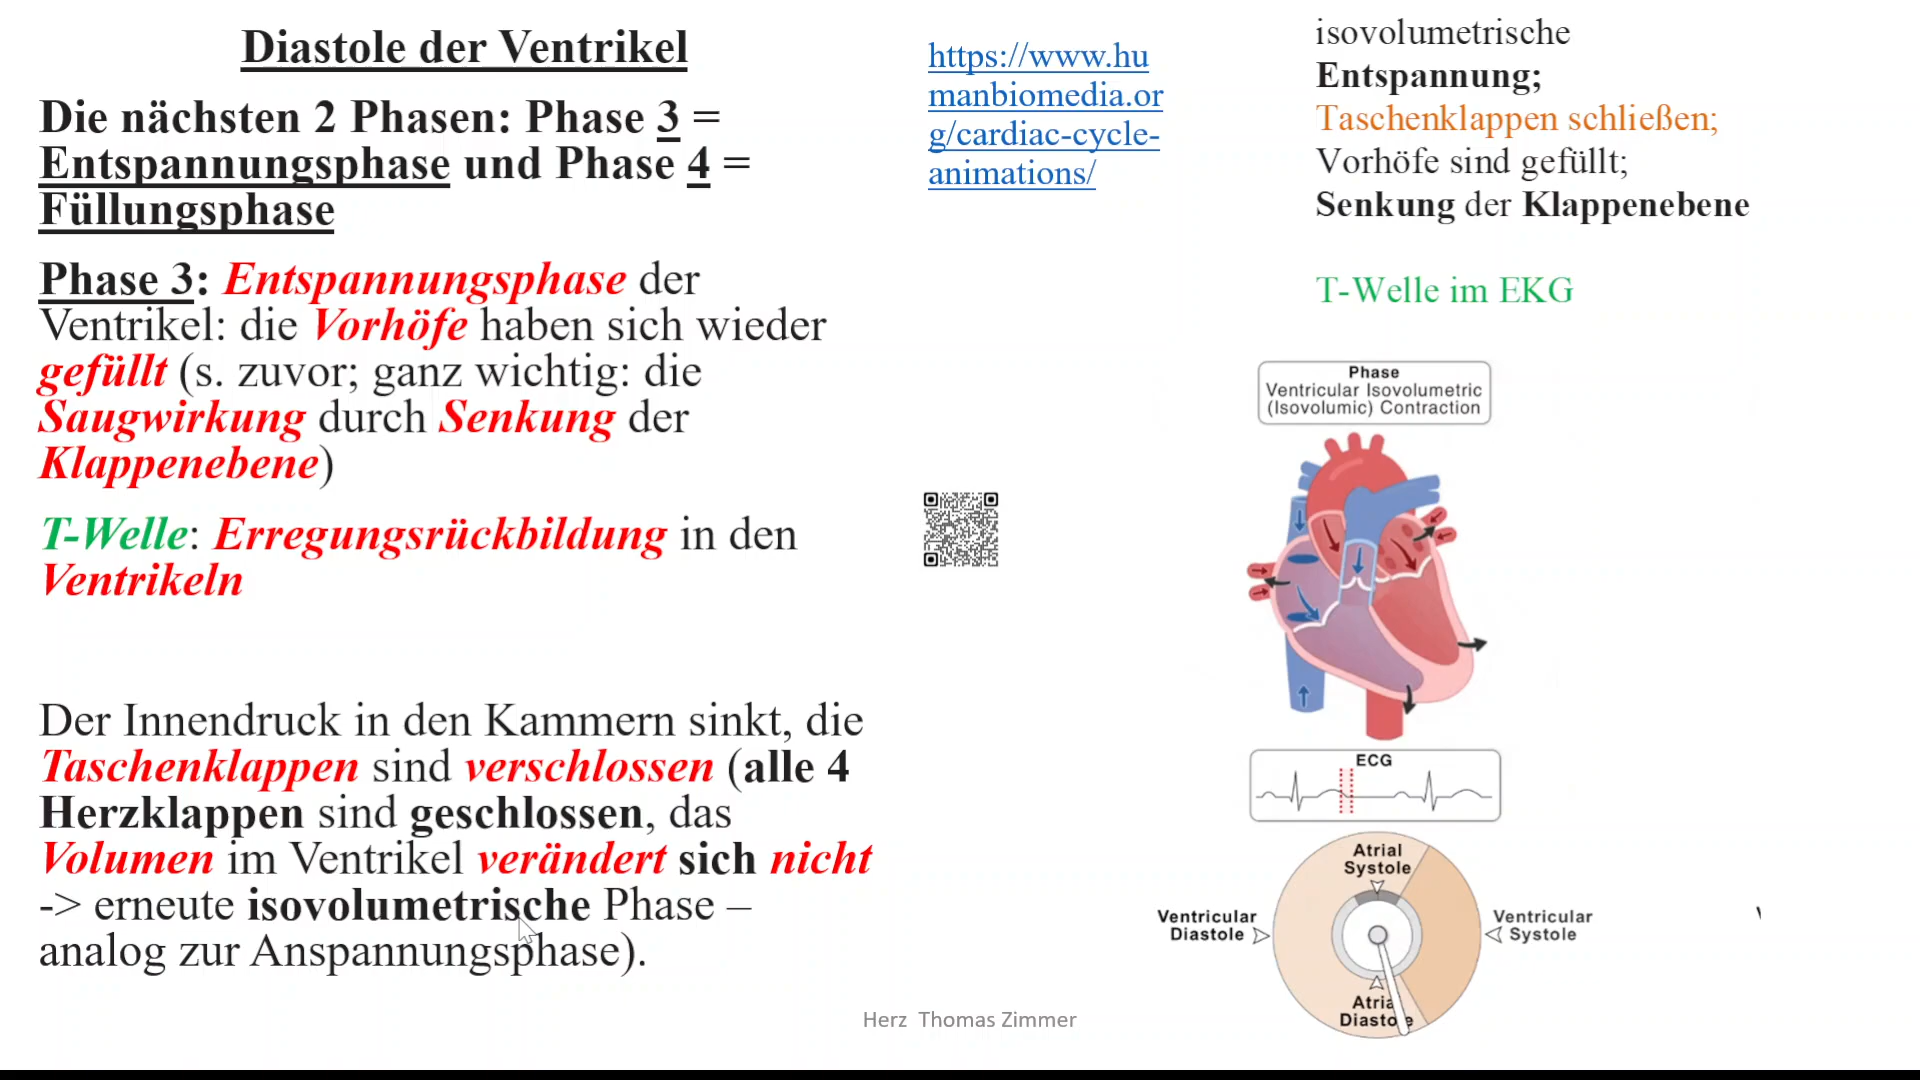 Diastole der Ventrikel
Die nächsten 2 Phasen: Phase 3 =
Entspannungsphase und Phase 4 =
Füllungsphase
Phase 3: Entspannungsphase der
Ventrikel: die Vorhöfe haben sich wieder
gefüllt (s. zuvor; ganz wichtig: die
Saugwirkung durch Senkung der
Klappenebene)
T-Welle: Erregungsrückbildung in den
Ventrikeln
Der Innendruck in den Kammern sinkt, die
Taschenklappen sind verschlossen (alle 4
Herzklappen sind geschlossen, das
Volumen im Ventrikel verändert sich nicht
-> erneute isovolumetrische Phase –
analog zur Anspannungsphase).
https://www.hu
manbiomedia.or
g/cardiac-cycle-
animations/
isovolumetrische
Entspannung;
Taschenklappen schließen;
Vorhöfe sind gefüllt;
Senkung der Klappenebene
T-Welle im EKG
Phase
Ventricular Isovolumetric
(Isovolumic) Contraction
ECG
Atrial
Systole
Ventricular
Diastole
Ventricular
Systole
Atria
Diastole
Herz Thomas Zimmer